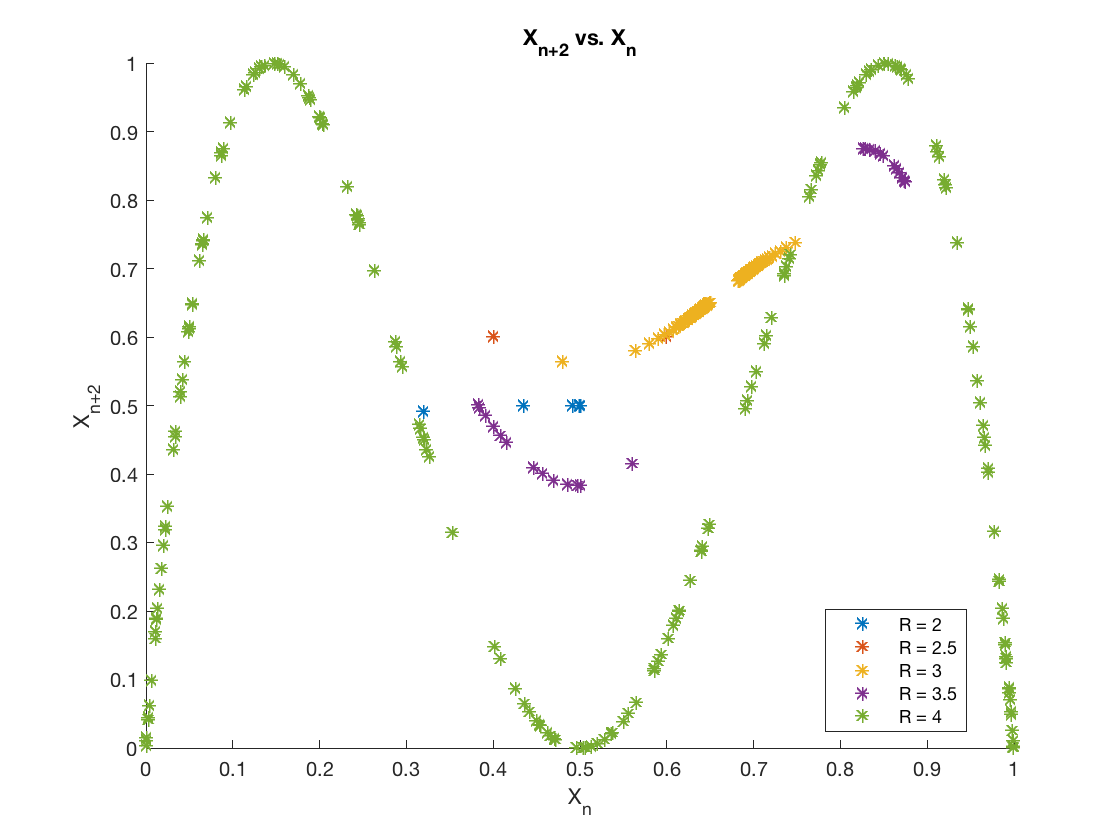 X_{n+2} vs. X_n
1
0.9
0.8
0.7
0.6
0.5
0.4
0.3
0.2
0.1
0
X_{n+2}
0 0.1 0.2 0.3 0.4 0.5 0.6 0.7 0.8 0.9 1
X_n
R = 2
R = 2.5
R = 3
R = 3.5
R = 4